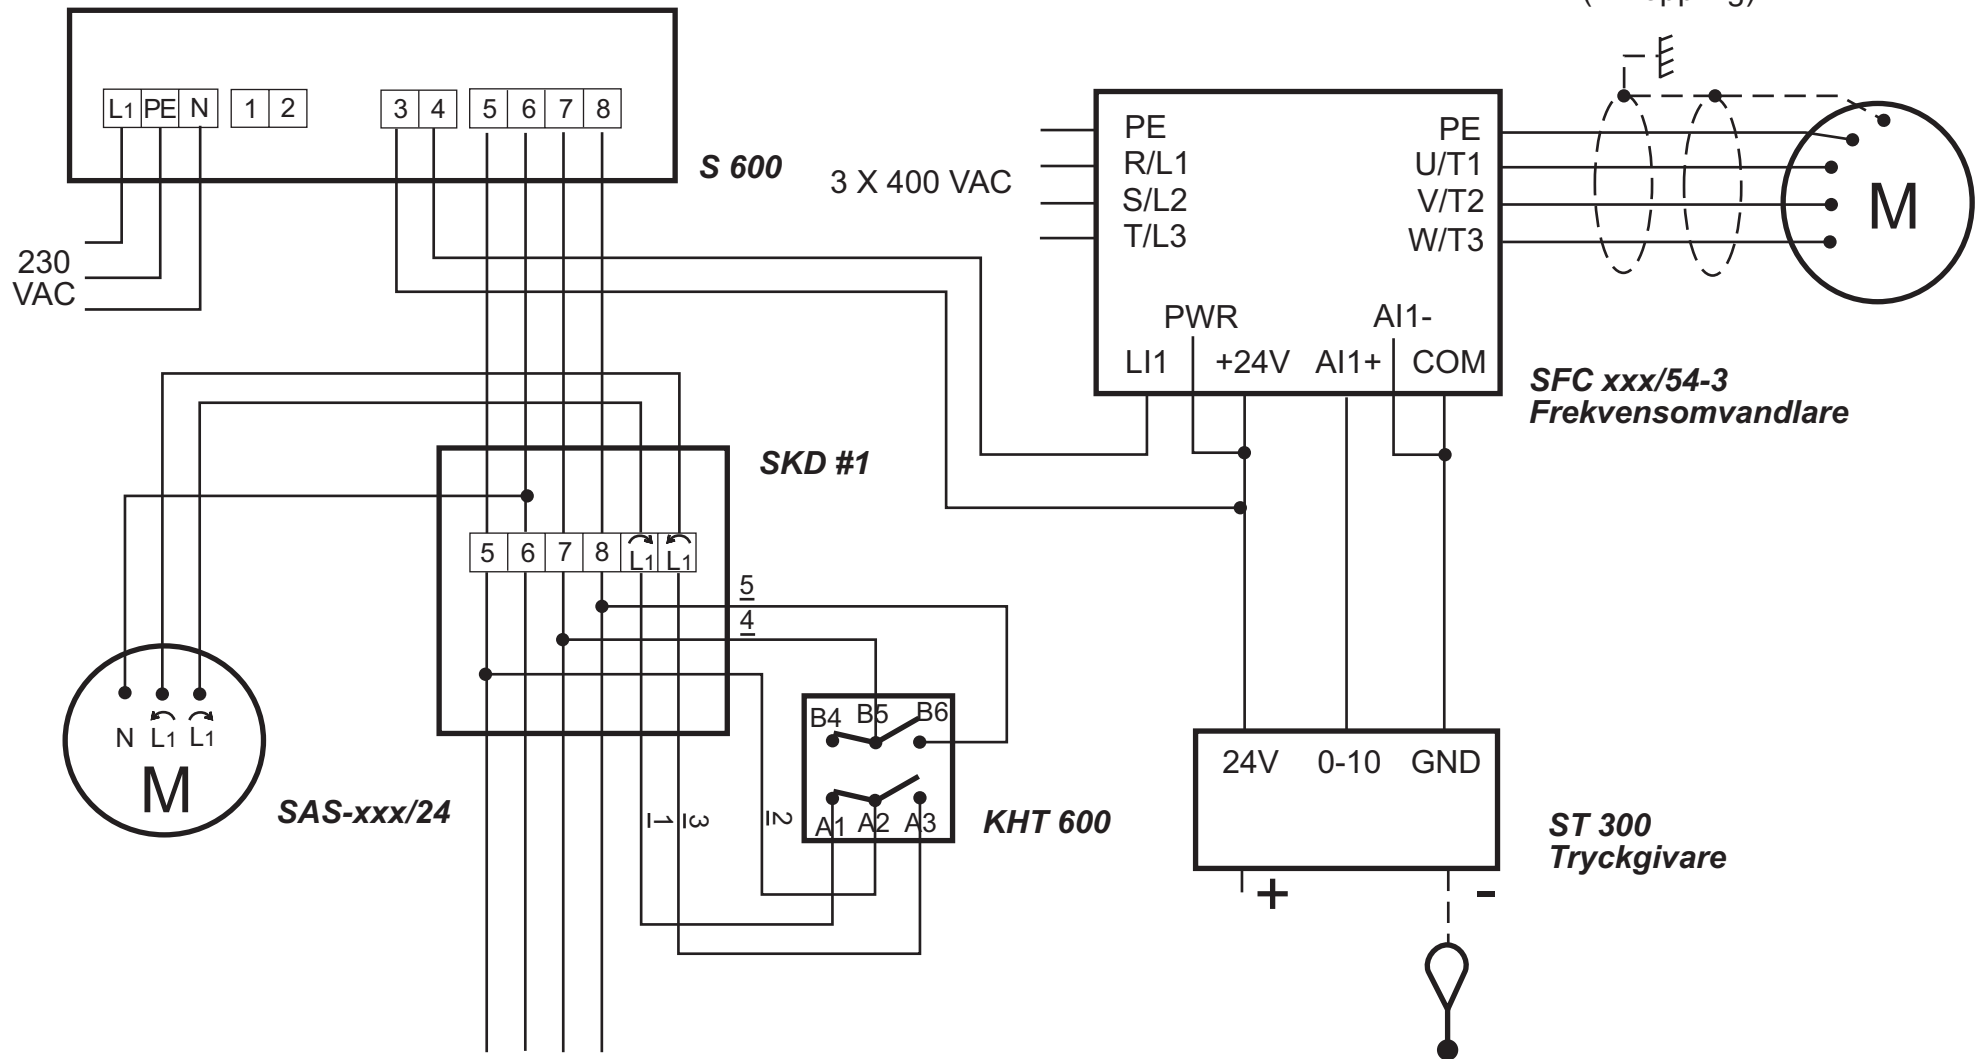 L1 PE N 1 2 3 4 5 6 7 8
S 600
230
VAC
3 X 400 VAC
PE
R/L1
S/L2
T/L3
PE
U/T1
V/T2
W/T3
PWR
AI1-
LI1
+24V
AI1+
COM
M
SFC xxx/54-3
Frekvensomvandlare
SKD #1
5 6 7 8 L1 L1
5
4
N L1 L1
M
SAS-xxx/24
1
3
2
B4 B5 B6
A1 A2 A3
KHT 600
24V 0-10 GND
+ -
ST 300
Tryckgivare